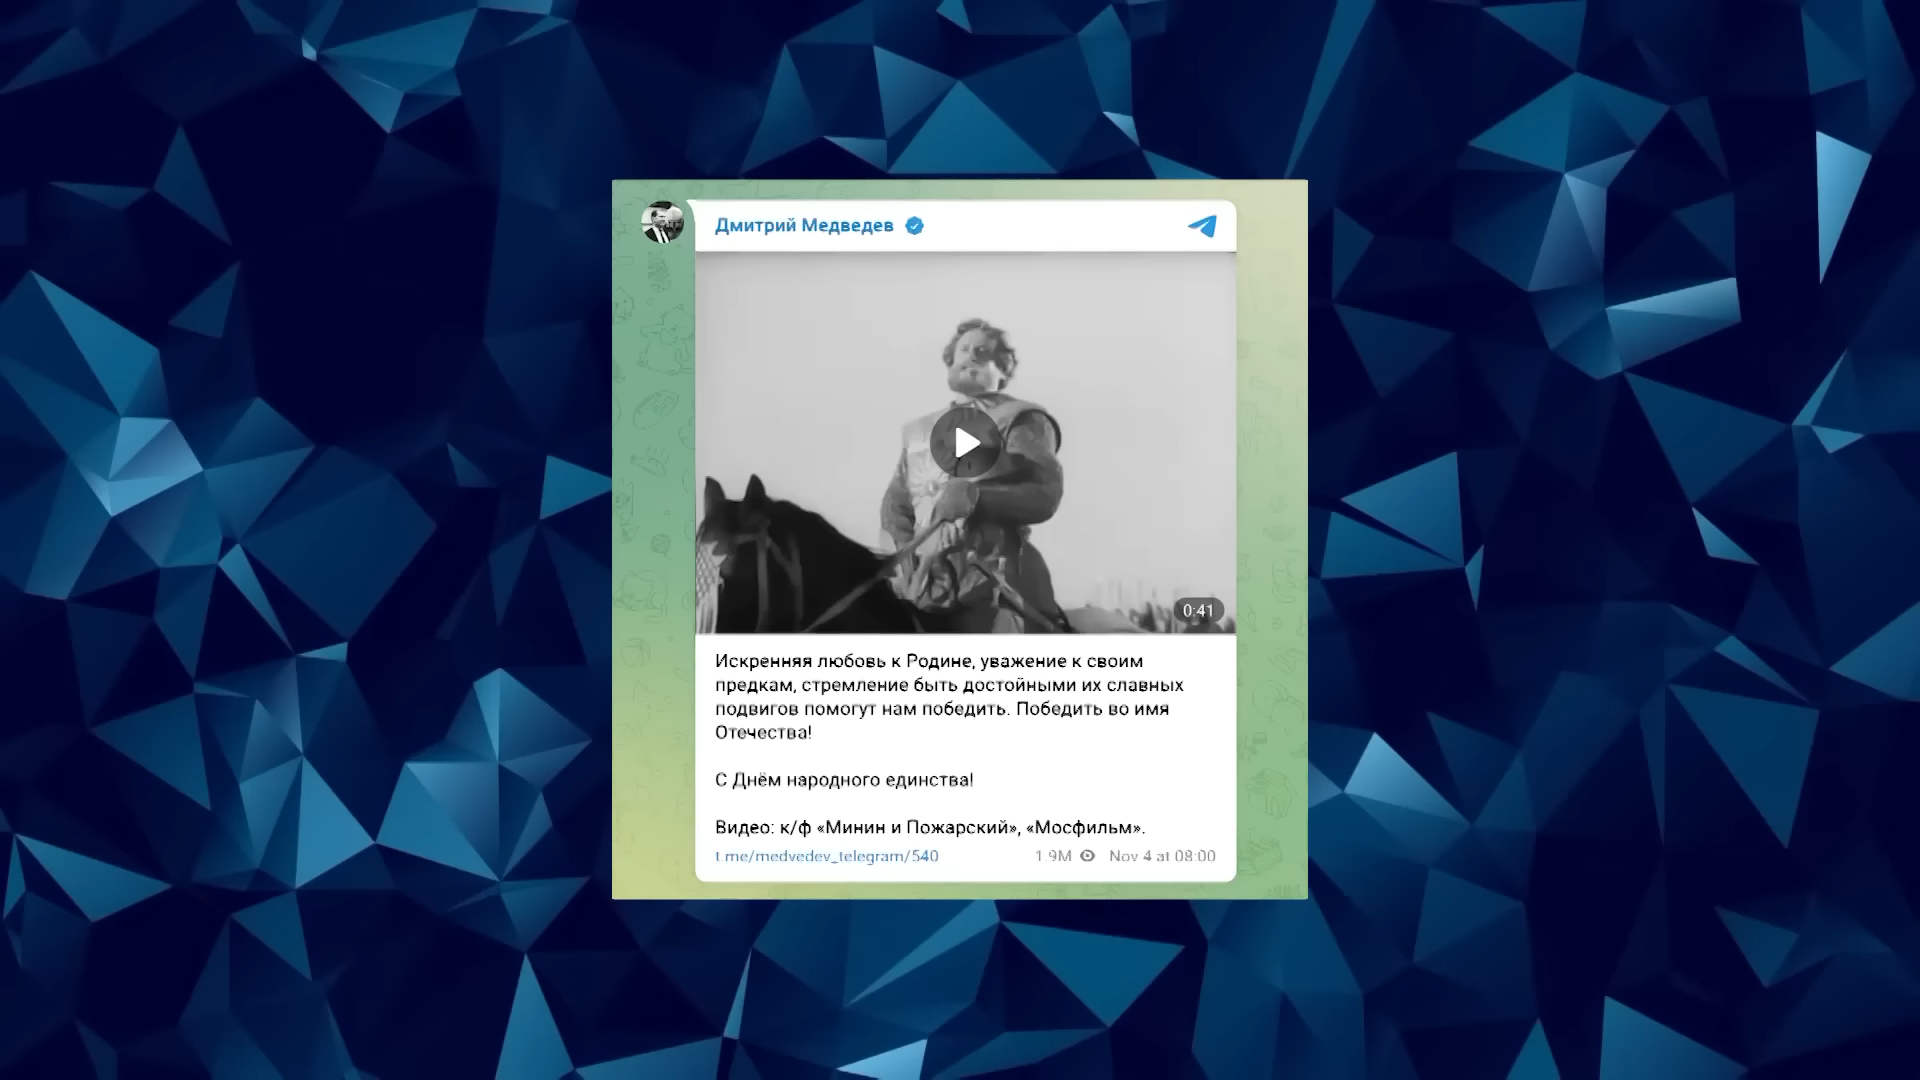 Дмитрий Медведев
0:41
Искренняя любовь к Родине, уважение к своим
предкам, стремление быть достойными их славных
подвигов помогут нам победить. Победить во имя
Отечества!
С Днём народного единства!
Видео: к/ф «Минин и Пожарский», «Мосфильм».
t.me/medvedev_telegram/540 1.9M Nov 4 at 08:00